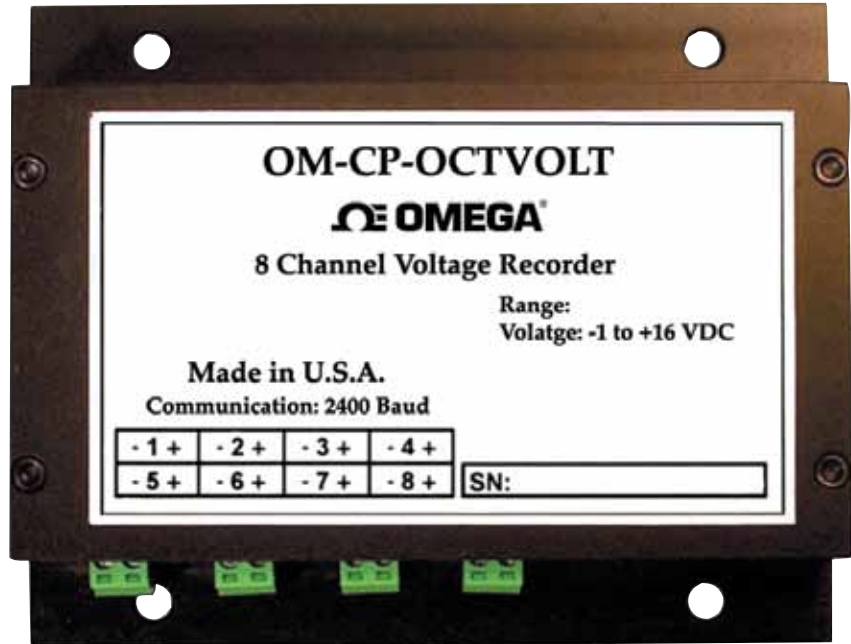 OM-CP-OCTVOLT
ΩE OMEGA®
8 Channel Voltage Recorder
Range:
Volatge: -1 to +16 VDC
Made in U.S.A.
Communication: 2400 Baud
- 1 + - 2 + - 3 + - 4 +
- 5 + - 6 + - 7 + - 8 + SN: